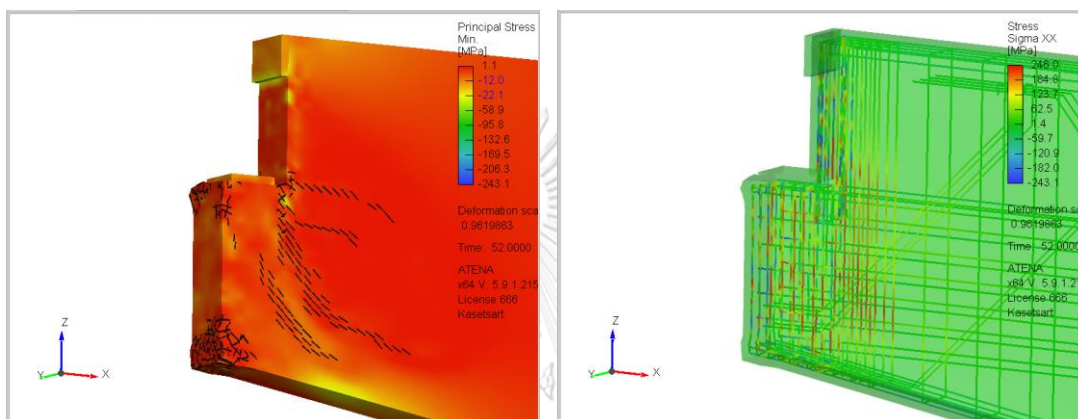 Principal Stress
Min.
[MPa]
1.1
-12.0
-22.1
-58.9
-95.8
-132.6
-169.5
-206.3
-243.1
Deformation sca
0.9619863
Time: 52.0000
ATENA
x64 V. 5.9.1.215
License 666
Kasetsart
Z
Y
X
Stress
Sigma XX
[MPa]
246.0
184.8
123.7
62.5
1.4
-59.7
-120.9
-182.0
-243.1
Deformation sca
0.9619863
Time: 52.0000
ATENA
x64 V. 5.9.1.21
License 666
Kasetsart
Z
Y
X